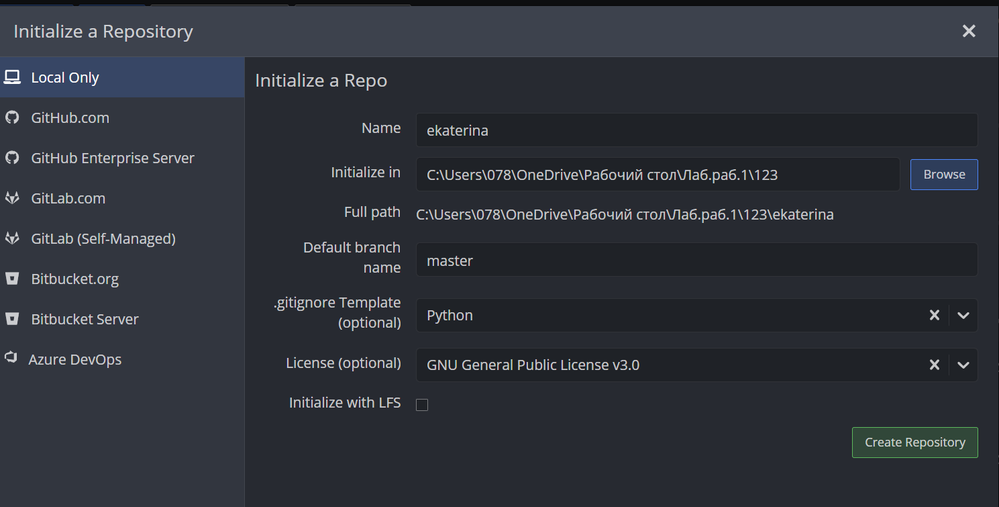 Initialize a Repository
Local Only
GitHub.com
GitHub Enterprise Server
GitLab.com
GitLab (Self-Managed)
Bitbucket.org
Bitbucket Server
Azure DevOps
Initialize a Repo
Name
ekaterina
Initialize in
C:\Users\078\OneDrive\Рабочий стол\Лаб.раб.1\123
Browse
Full path
C:\Users\078\OneDrive\Рабочий стол\Лаб.раб.1\123\ekaterina
Default branch
name
master
.gitignore Template
(optional)
Python
License (optional)
GNU General Public License v3.0
Initialize with LFS
Create Repository